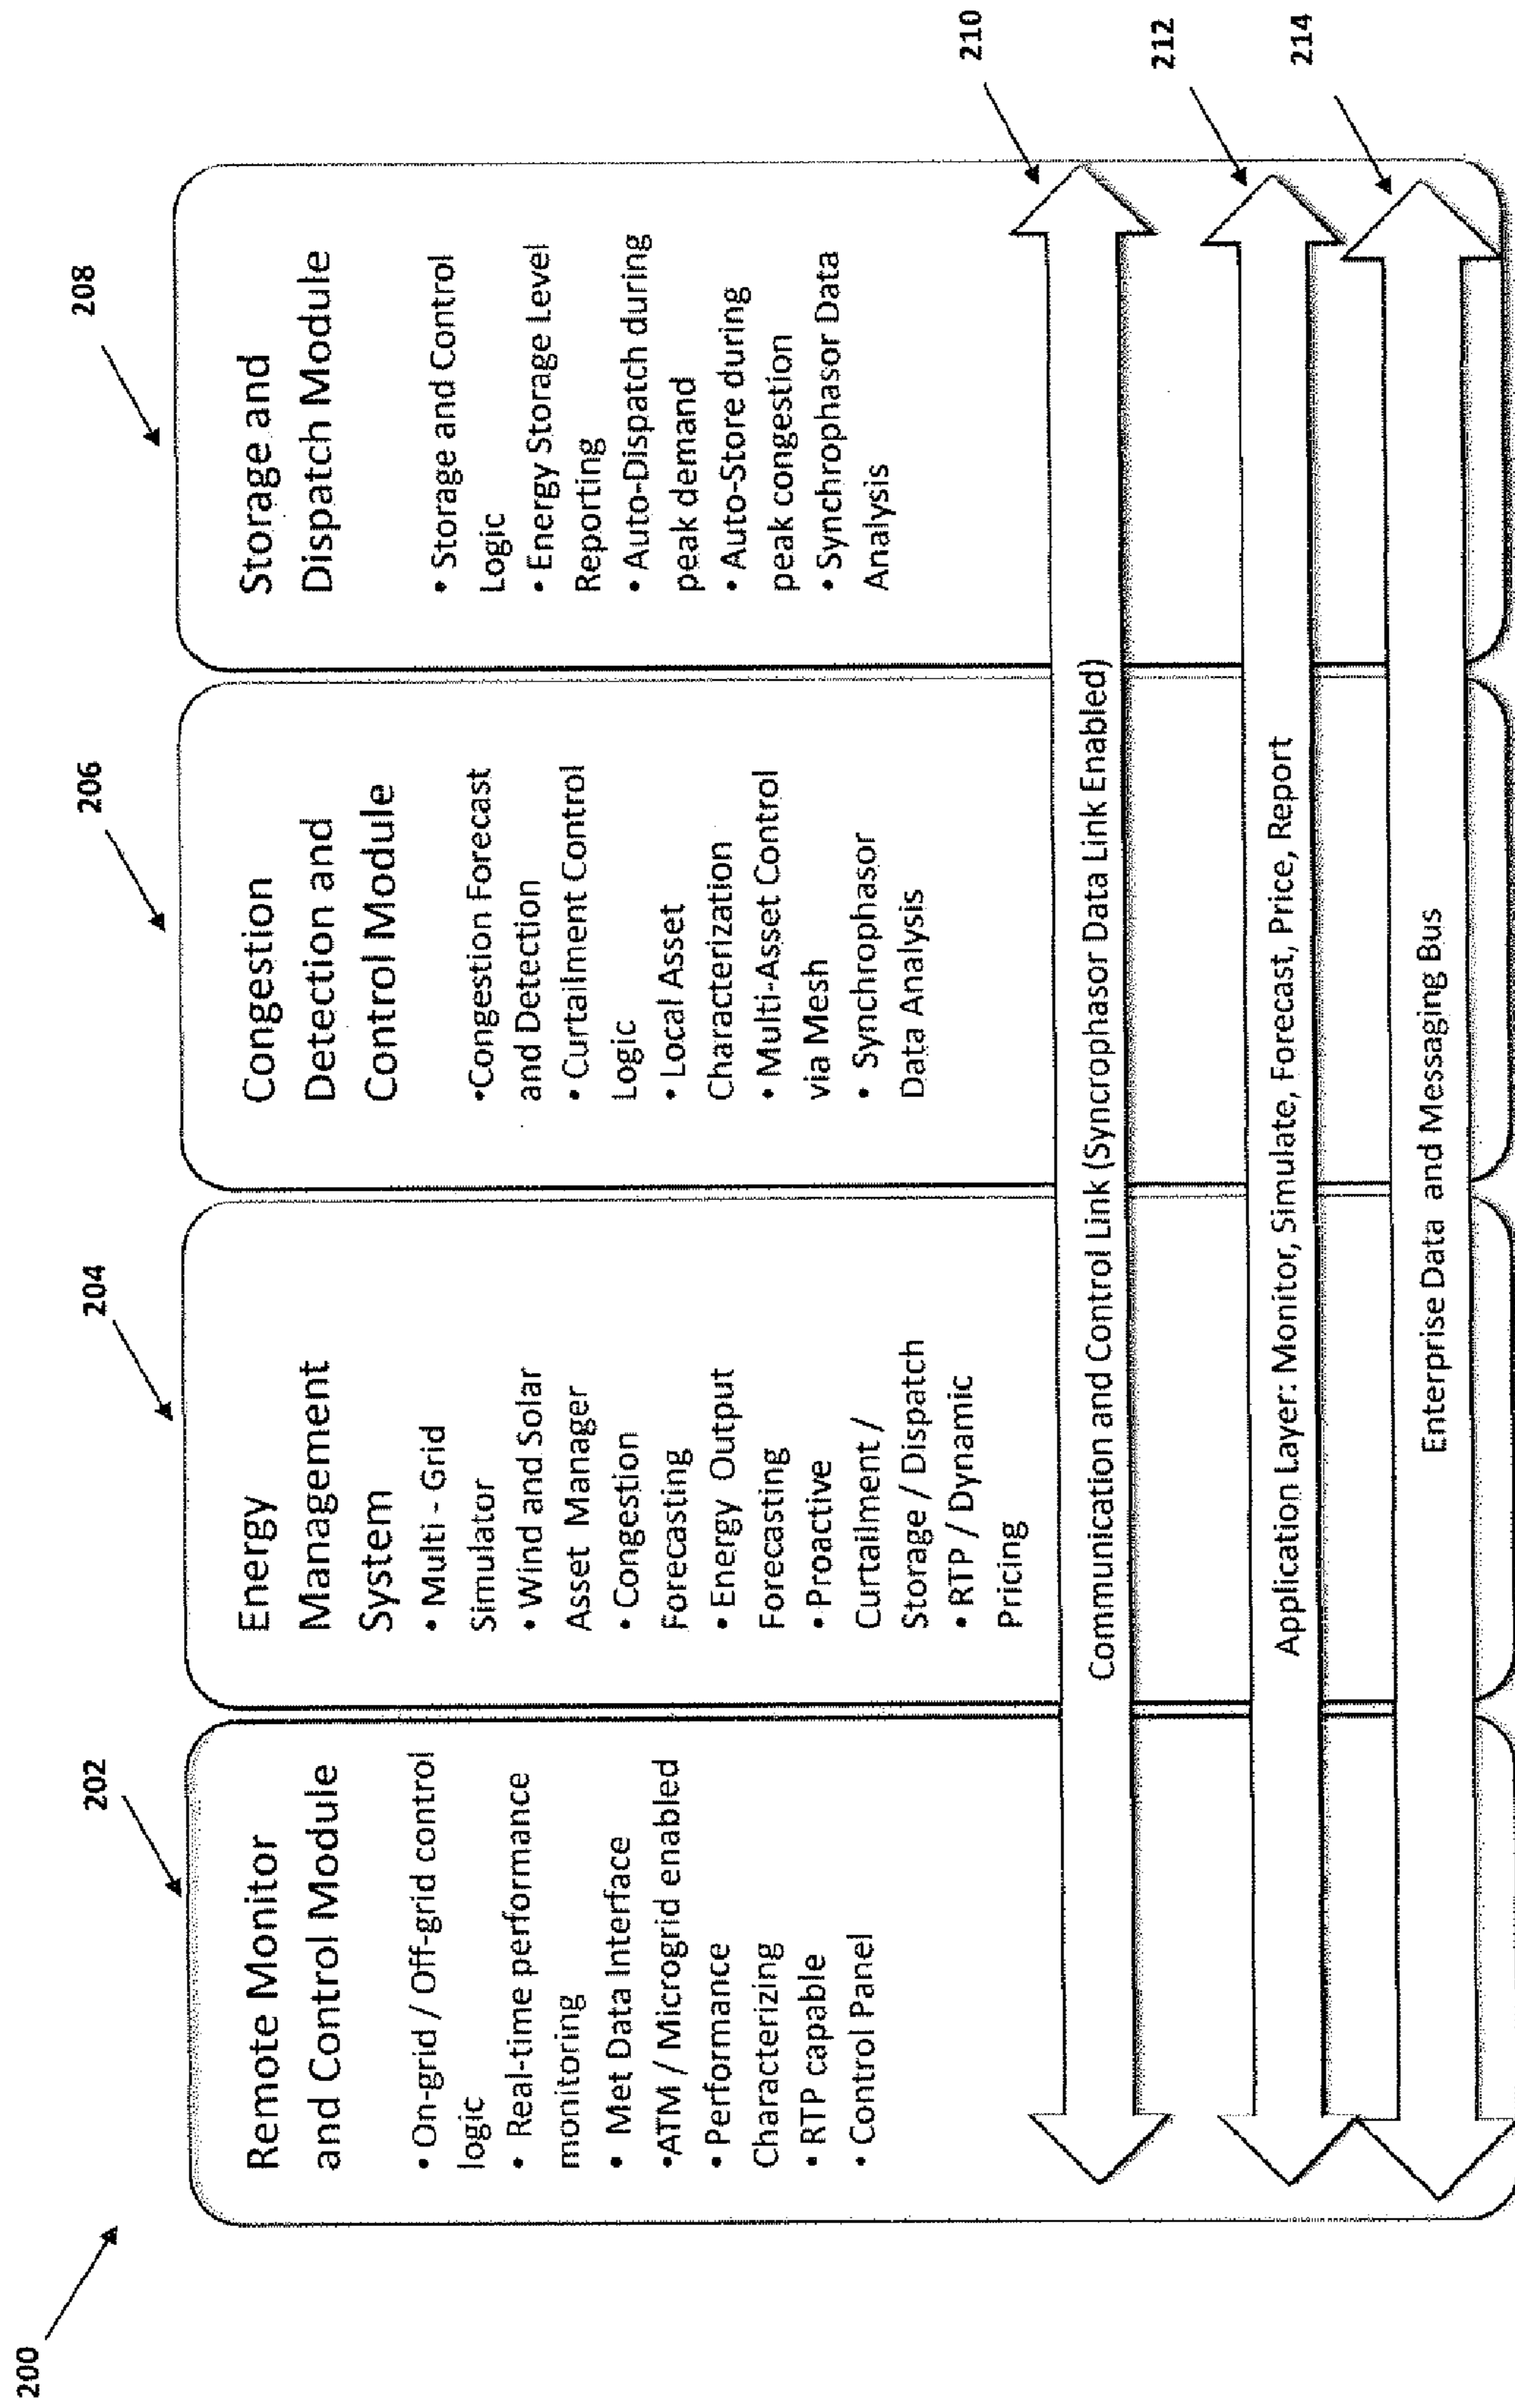 200
202
Remote Monitor
and Control Module
• On-grid / Off-grid control
logic
• Real-time performance
monitoring
• Met Data Interface
•ATM / Microgrid enabled
• Performance
Characterizing
• RTP capable
• Control Panel
204
Energy
Management
System
• Multi - Grid
Simulator
• Wind and Solar
Asset Manager
• Congestion
Forecasting
• Energy Output
Forecasting
• Proactive
Curtailment /
Storage / Dispatch
• RTP / Dynamic
Pricing
206
Congestion
Detection and
Control Module
•Congestion Forecast
and Detection
• Curtailment Control
Logic
• Local Asset
Characterization
• Multi-Asset Control
via Mesh
• Synchrophasor
Data Analysis
208
Storage and
Dispatch Module
• Storage and Control
Logic
• Energy Storage Level
Reporting
• Auto-Dispatch during
peak demand
• Auto-Store during
peak congestion
• Synchrophasor Data
Analysis
210
Communication and Control Link (Syncrophasor Data Link Enabled)
212
Application Layer: Monitor, Simulate, Forecast, Price, Report
214
Enterprise Data and Messaging Bus